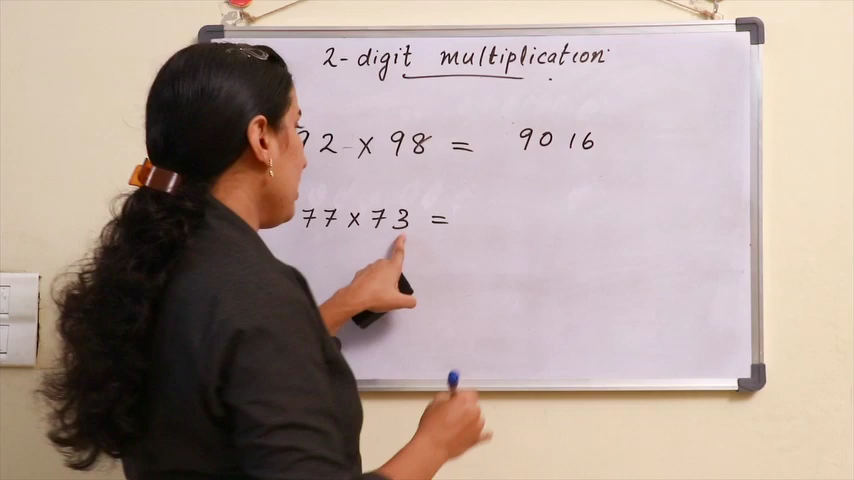 2-digit multiplication
2 x 98 = 9016
77 x 73 =